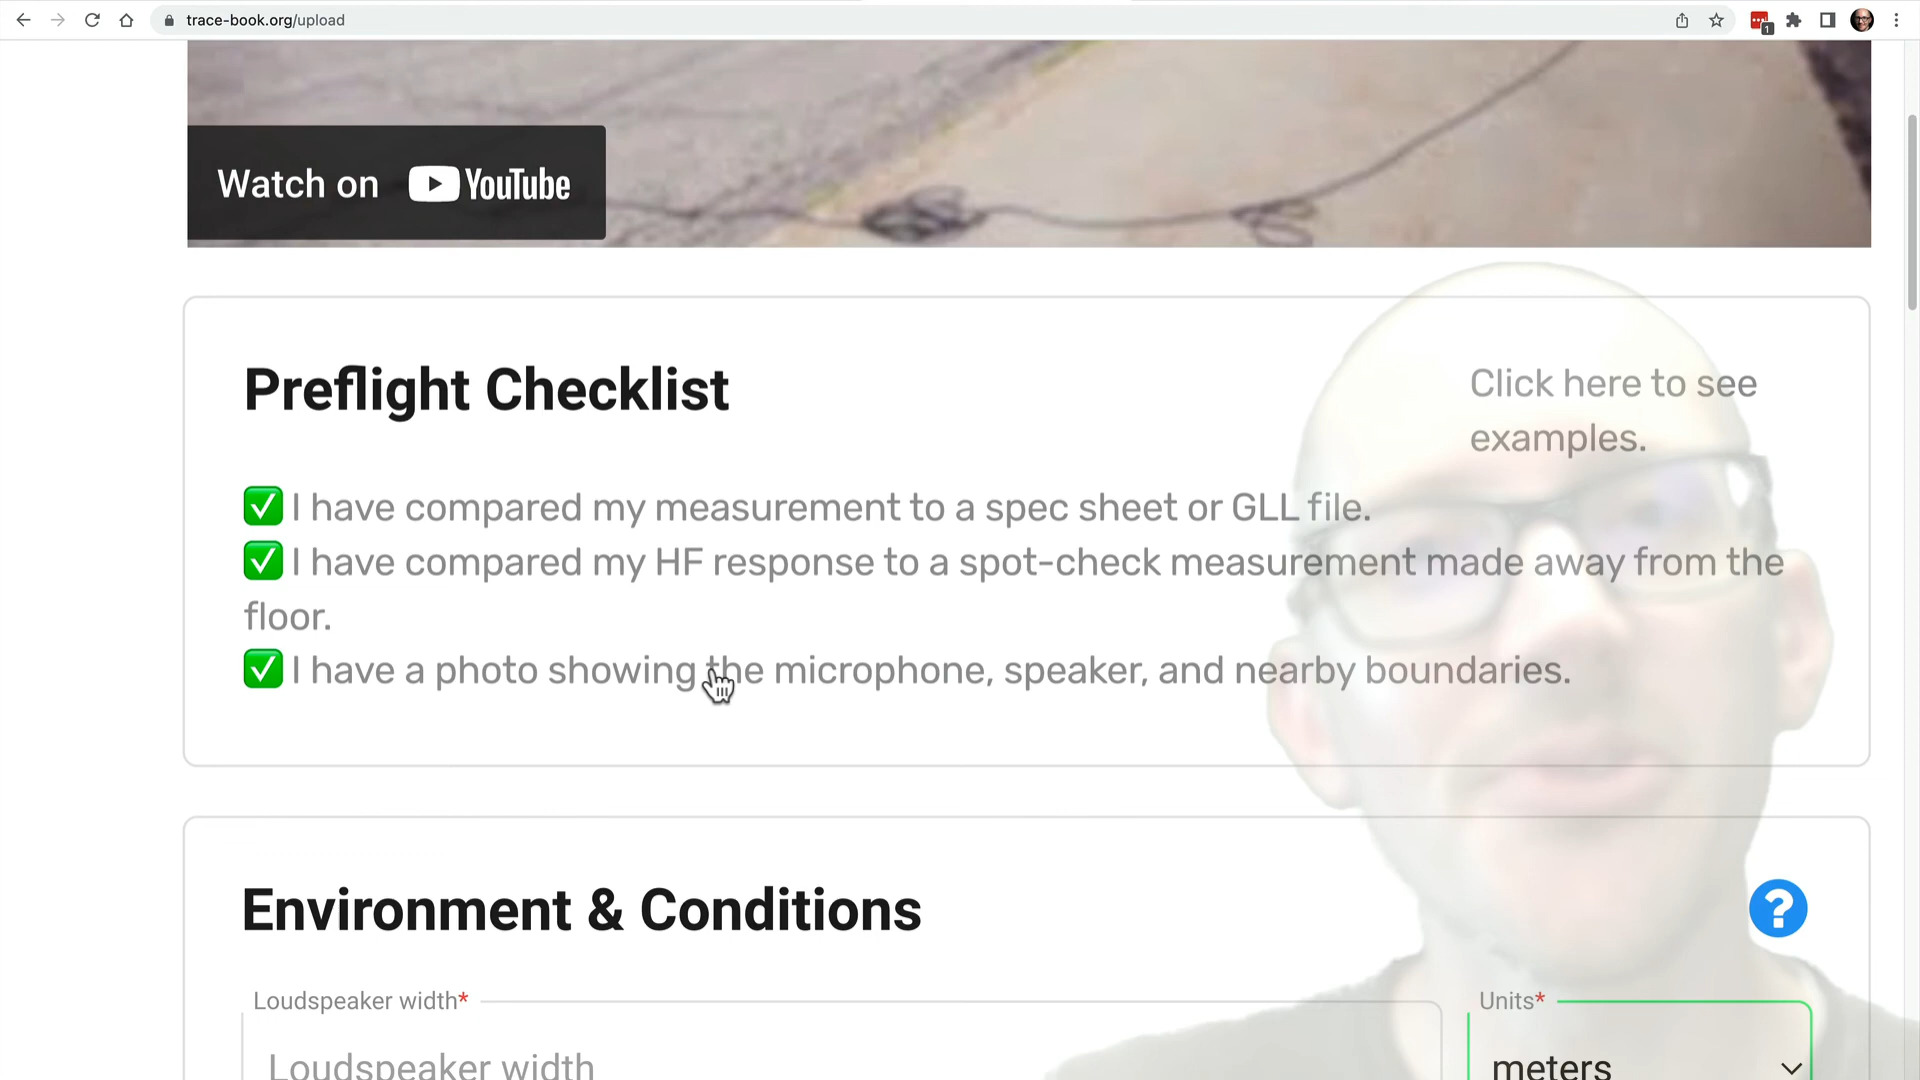 trace-book.org/upload
1
Watch on YouTube
Preflight Checklist
Click here to see
examples.
✅ I have compared my measurement to a spec sheet or GLL file.
✅ I have compared my HF response to a spot-check measurement made away from the
floor.
✅ I have a photo showing the microphone, speaker, and nearby boundaries.
Environment & Conditions
?
Loudspeaker width*
Units*
Loudspeaker width
meters